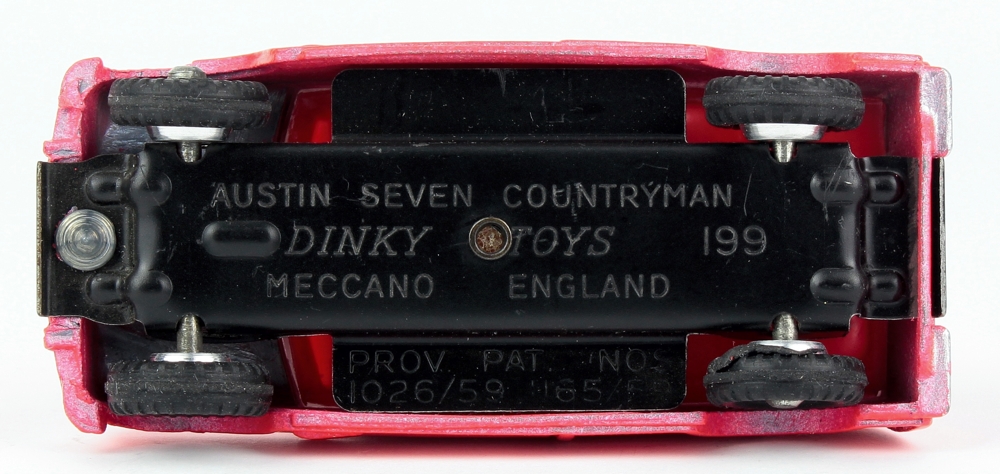 AUSTIN SEVEN COUNTRYMAN
DINKY TOYS 199
MECCANO ENGLAND
PROV. PAT. NOS
1026/59